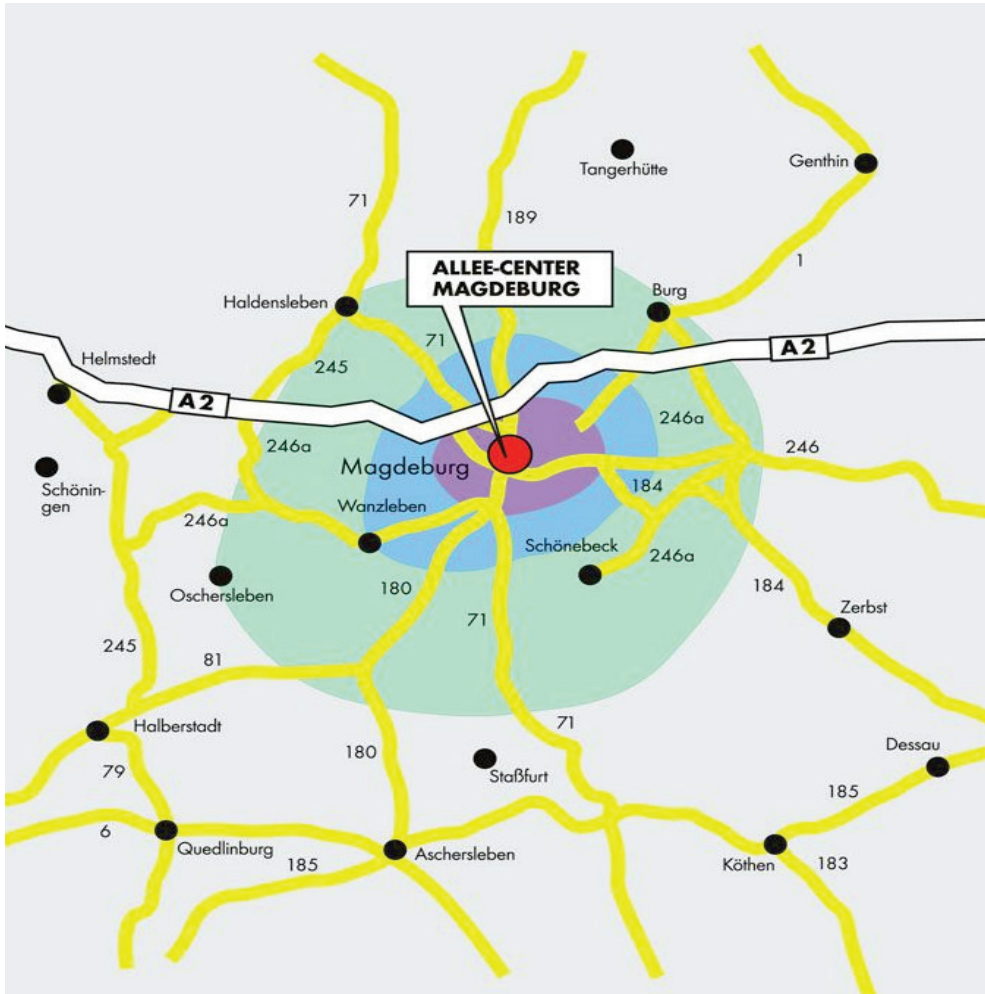 Genthin
Tangerhütte
71
189
1
ALLEE-CENTER
MAGDEBURG
Burg
Haldensleben
71
A2
Helmstedt
245
A2
246a
246a
246
Magdeburg
Schönin-
gen
184
Wanzleben
246a
Schönebeck
246a
180
184
Oschersleben
71
Zerbst
245
81
71
Halberstadt
Dessau
180
79
Staßfurt
185
6
Quedlinburg
Aschersleben
185
Köthen
183